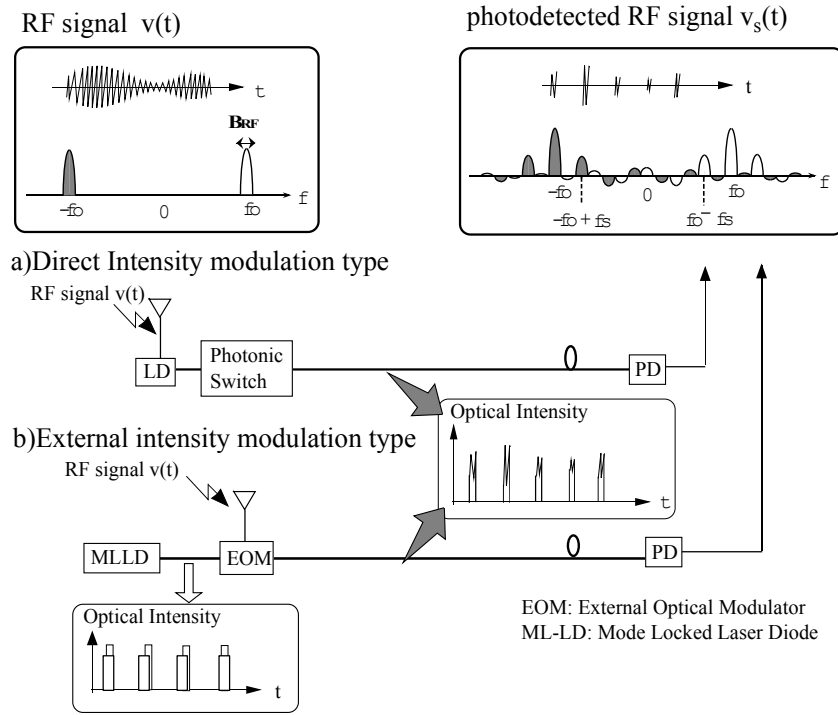 RF signal v(t)
t
BRF
-fo
0
fo
f
photodetected RF signal vs(t)
t
-fo
0
fo
f
-fo + fs
fo - fs
a)Direct Intensity modulation type
RF signal v(t)
LD
Photonic
Switch
PD
Optical Intensity
t
b)External intensity modulation type
RF signal v(t)
MLLD
EOM
PD
Optical Intensity
t
EOM: External Optical Modulator
ML-LD: Mode Locked Laser Diode